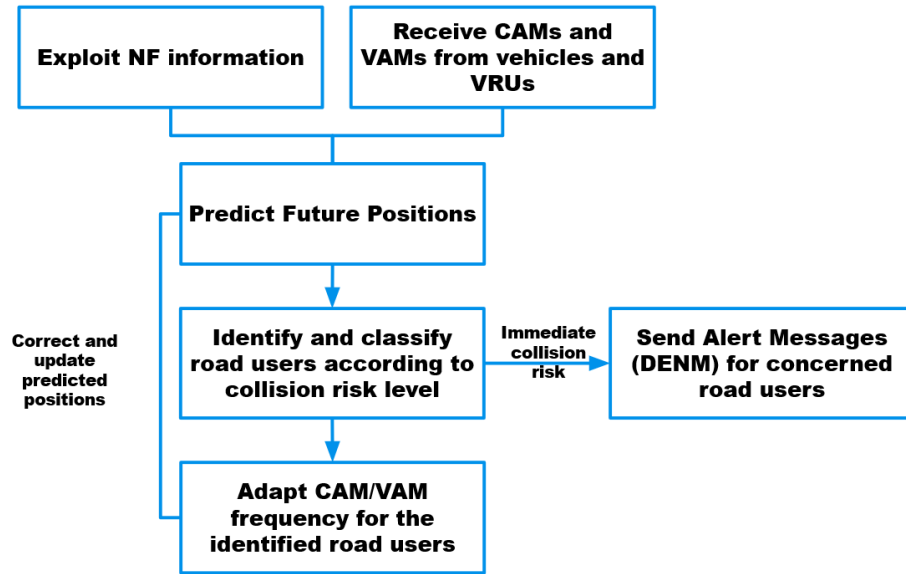 Exploit NF information
Receive CAMs and
VAMs from vehicles and
VRUs
Predict Future Positions
Correct and
update
predicted
positions
Identify and classify
road users according to
collision risk level
Immediate
collision
risk
Send Alert Messages
(DENM) for concerned
road users
Adapt CAM/VAM
frequency for the
identified road users